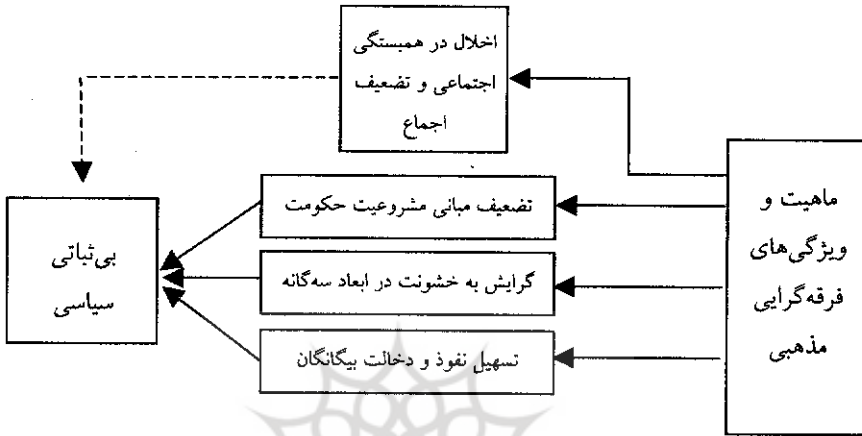 اخلال در همبستگی
اجتماعی و تضعیف
اجماع
ماهیت و
ویژگی‌های
فرقه‌گرایی
مذهبی
تضعیف مبانی مشروعیت حکومت
گرایش به خشونت در ابعاد سه‌گانه
تسهیل نفوذ و دخالت بیگانگان
بی‌ثباتی
سیاسی